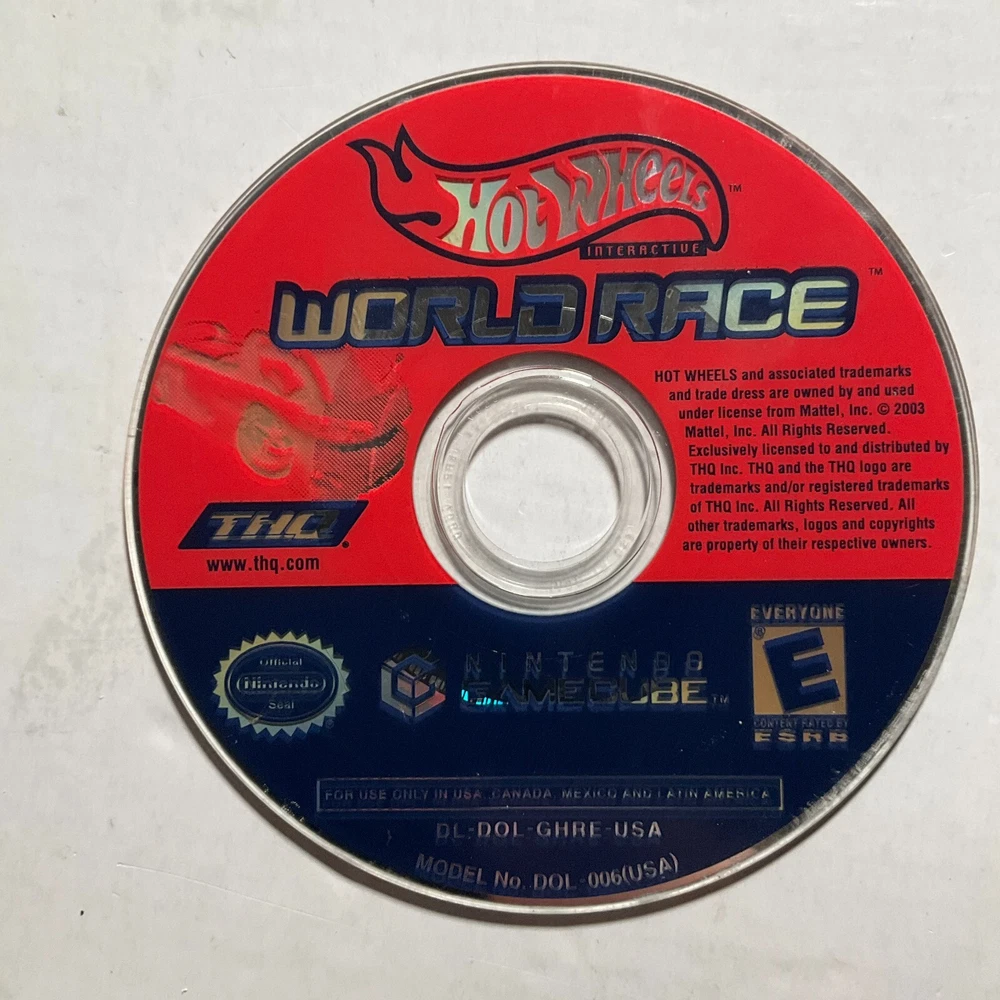 HOT WHEELS ™
INTERACTIVE
WORLD RACE ™
HOT WHEELS and associated trademarks
and trade dress are owned by and used
under license from Mattel, Inc. © 2003
Mattel, Inc. All Rights Reserved.
Exclusively licensed to and distributed by
THQ Inc. THQ and the THQ logo are
trademarks and/or registered trademarks
of THQ Inc. All Rights Reserved. All
other trademarks, logos and copyrights
are property of their respective owners.
THQ®
www.thq.com
Official
Nintendo
Seal
NINTENDO
GAMECUBE™
EVERYONE
E®
CONTENT RATED BY
ESRB
FOR USE ONLY IN USA, CANADA, MEXICO AND LATIN AMERICA
DL-DOL-GHRE-USA
MODEL No. DOL-006(USA)